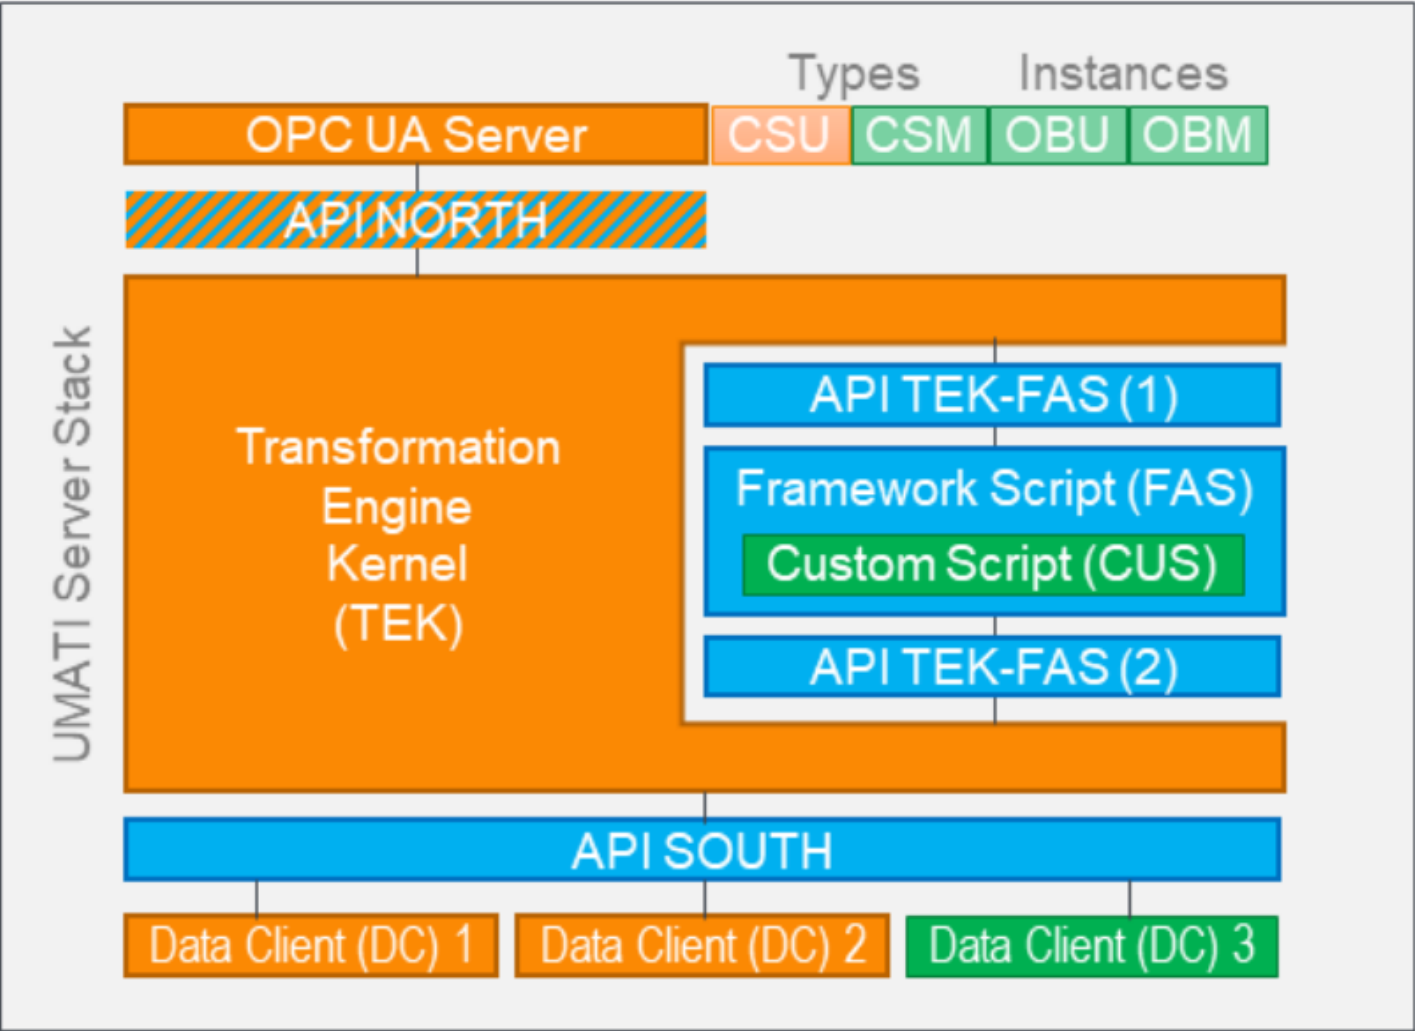 Types Instances
OPC UA Server CSU CSM OBU OBM
API NORTH
UMATI Server Stack
API TEK-FAS (1)
Transformation
Engine
Kernel
(TEK)
Framework Script (FAS)
Custom Script (CUS)
API TEK-FAS (2)
API SOUTH
Data Client (DC) 1 Data Client (DC) 2 Data Client (DC) 3